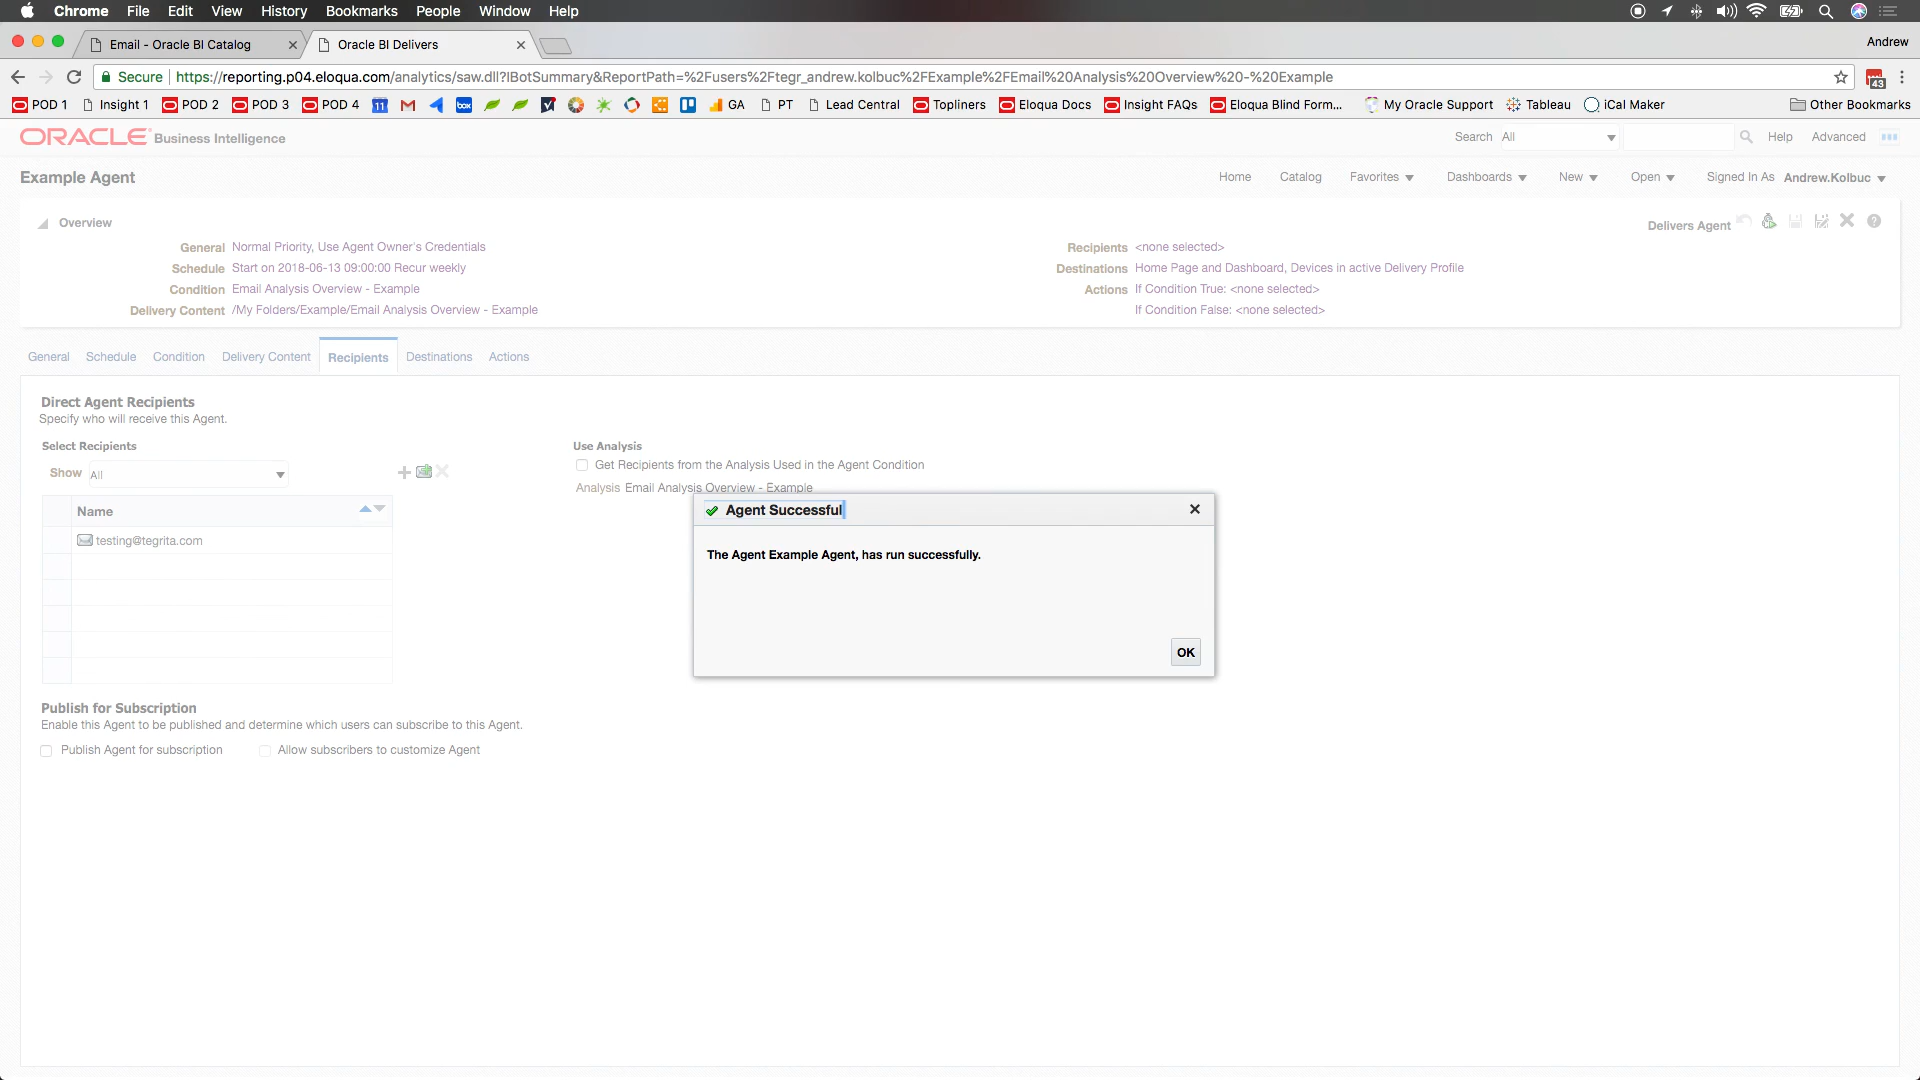 Chrome File Edit View History Bookmarks People Window Help
Email - Oracle BI Catalog
Oracle BI Delivers
Andrew
Secure https://reporting.p04.eloqua.com/analytics/saw.dll?IBotSummary&ReportPath=%2Fusers%2Ftegr_andrew.kolbuc%2FExample%2FEmail%20Analysis%20Overview%20-%20Example
43
POD 1 Insight 1 POD 2 POD 3 POD 4 11 box GA PT Lead Central Topliners Eloqua Docs Insight FAQs Eloqua Blind Form... My Oracle Support Tableau iCal Maker Other Bookmarks
ORACLE Business Intelligence
Search All Help Advanced
Example Agent
Home Catalog Favorites Dashboards New Open Signed In As Andrew.Kolbuc
Overview
Delivers Agent
General Normal Priority, Use Agent Owner's Credentials
Schedule Start on 2018-06-13 09:00:00 Recur weekly
Condition Email Analysis Overview - Example
Delivery Content /My Folders/Example/Email Analysis Overview - Example
Recipients <none selected>
Destinations Home Page and Dashboard, Devices in active Delivery Profile
Actions If Condition True: <none selected>
If Condition False: <none selected>
General Schedule Condition Delivery Content Recipients Destinations Actions
Direct Agent Recipients
Specify who will receive this Agent.
Select Recipients
Show All
Name
testing@tegrita.com
Use Analysis
Get Recipients from the Analysis Used in the Agent Condition
Analysis Email Analysis Overview - Example
Agent Successful
The Agent Example Agent, has run successfully.
OK
Publish for Subscription
Enable this Agent to be published and determine which users can subscribe to this Agent.
Publish Agent for subscription
Allow subscribers to customize Agent